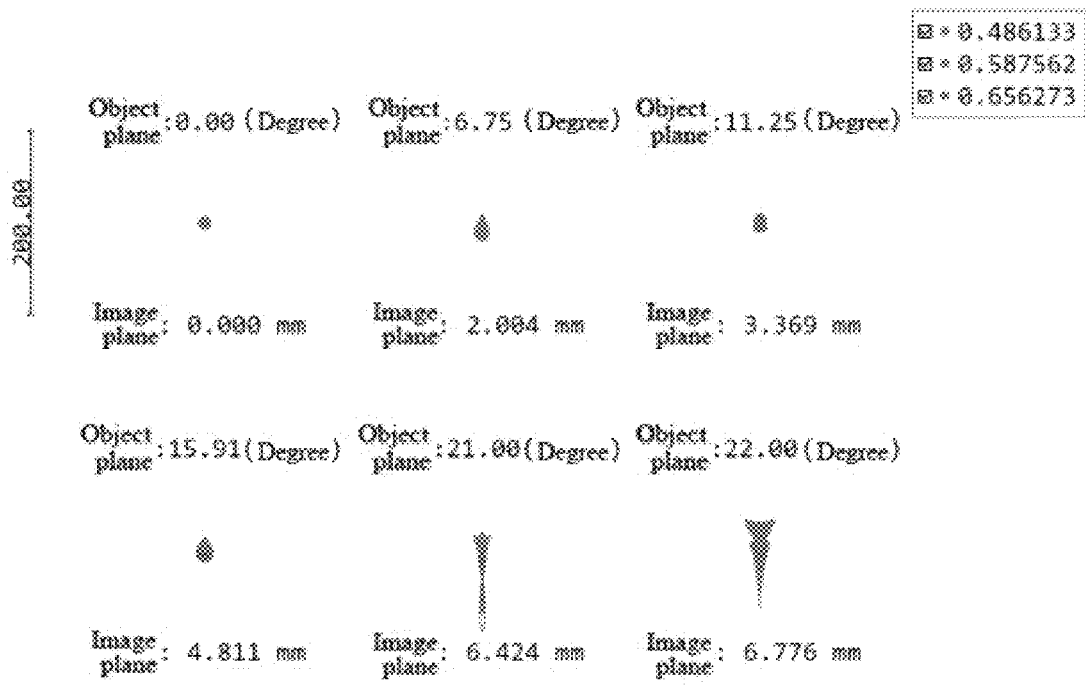 ☑ * 0.486133
☑ * 0.587562
☑ * 0.656273
200.00
Object plane:0.00 (Degree)
Object plane:6.75 (Degree)
Object plane:11.25(Degree)
Image plane: 0.000 mm
Image plane: 2.004 mm
Image plane: 3.369 mm
Object plane:15.91(Degree)
Object plane:21.00(Degree)
Object plane:22.00(Degree)
Image plane: 4.811 mm
Image plane: 6.424 mm
Image plane: 6.776 mm